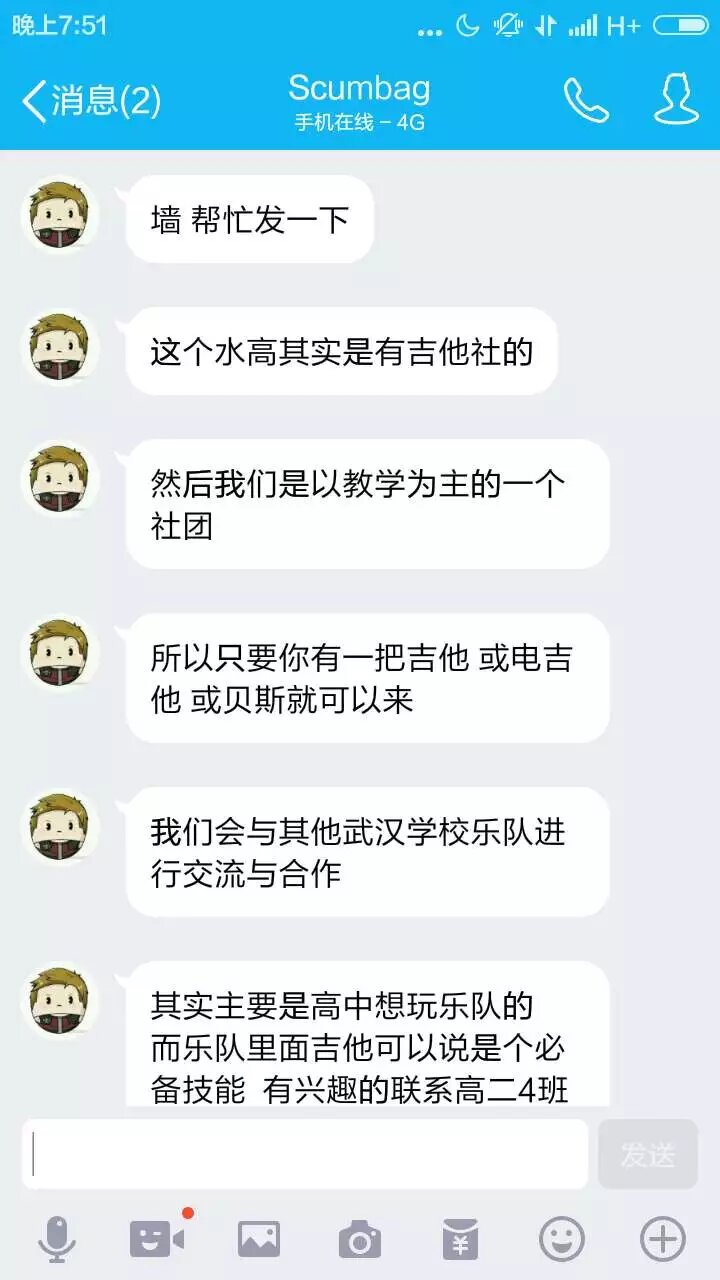 晚上7:51
H+
消息(2)
Scumbag
手机在线 – 4G
墙 帮忙发一下
这个水高其实是有吉他社的
然后我们是以教学为主的一个
社团
所以只要你有一把吉他 或电吉
他 或贝斯就可以来
我们会与其他武汉学校乐队进
行交流与合作
其实主要是高中想玩乐队的
而乐队里面吉他可以说是个必
备技能  有兴趣的联系高二4班
发送